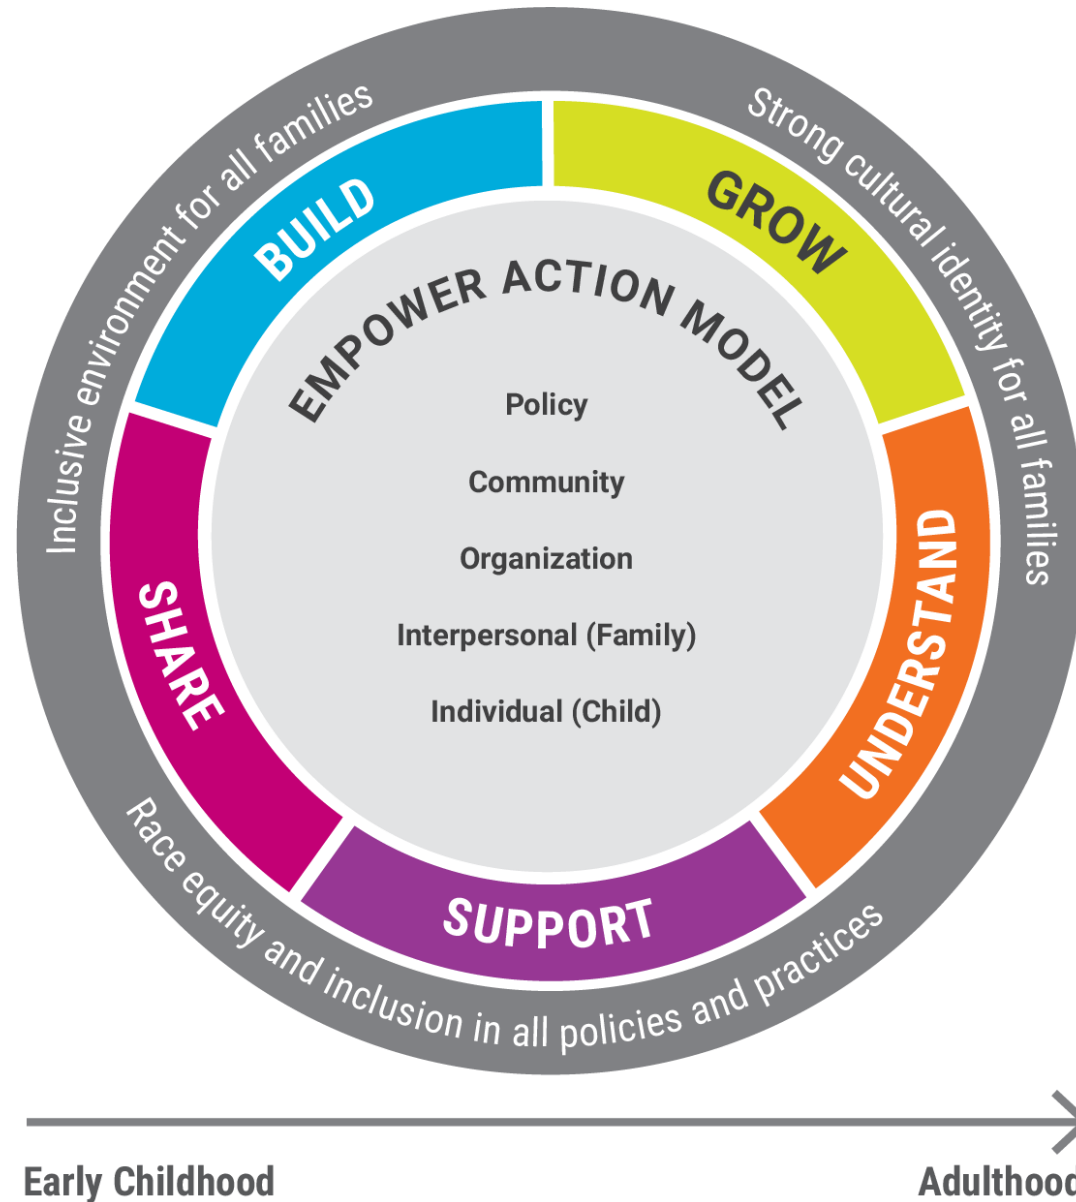 Inclusive environment for all families
Strong cultural identity for all families
Race equity and inclusion in all policies and practices
BUILD
GROW
UNDERSTAND
SUPPORT
SHARE
EMPOWER ACTION MODEL
Policy
Community
Organization
Interpersonal (Family)
Individual (Child)
Early Childhood
Adulthood